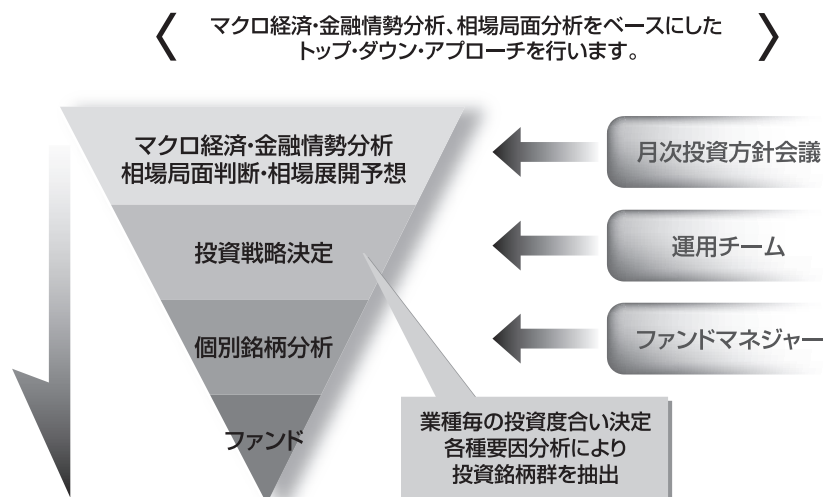 マクロ経済・金融情勢分析、相場局面分析をベースにした
トップ・ダウン・アプローチを行います。
マクロ経済・金融情勢分析
相場局面判断・相場展開予想
月次投資方針会議
投資戦略決定
運用チーム
個別銘柄分析
ファンドマネジャー
ファンド
業種毎の投資度合い決定
各種要因分析により
投資銘柄群を抽出